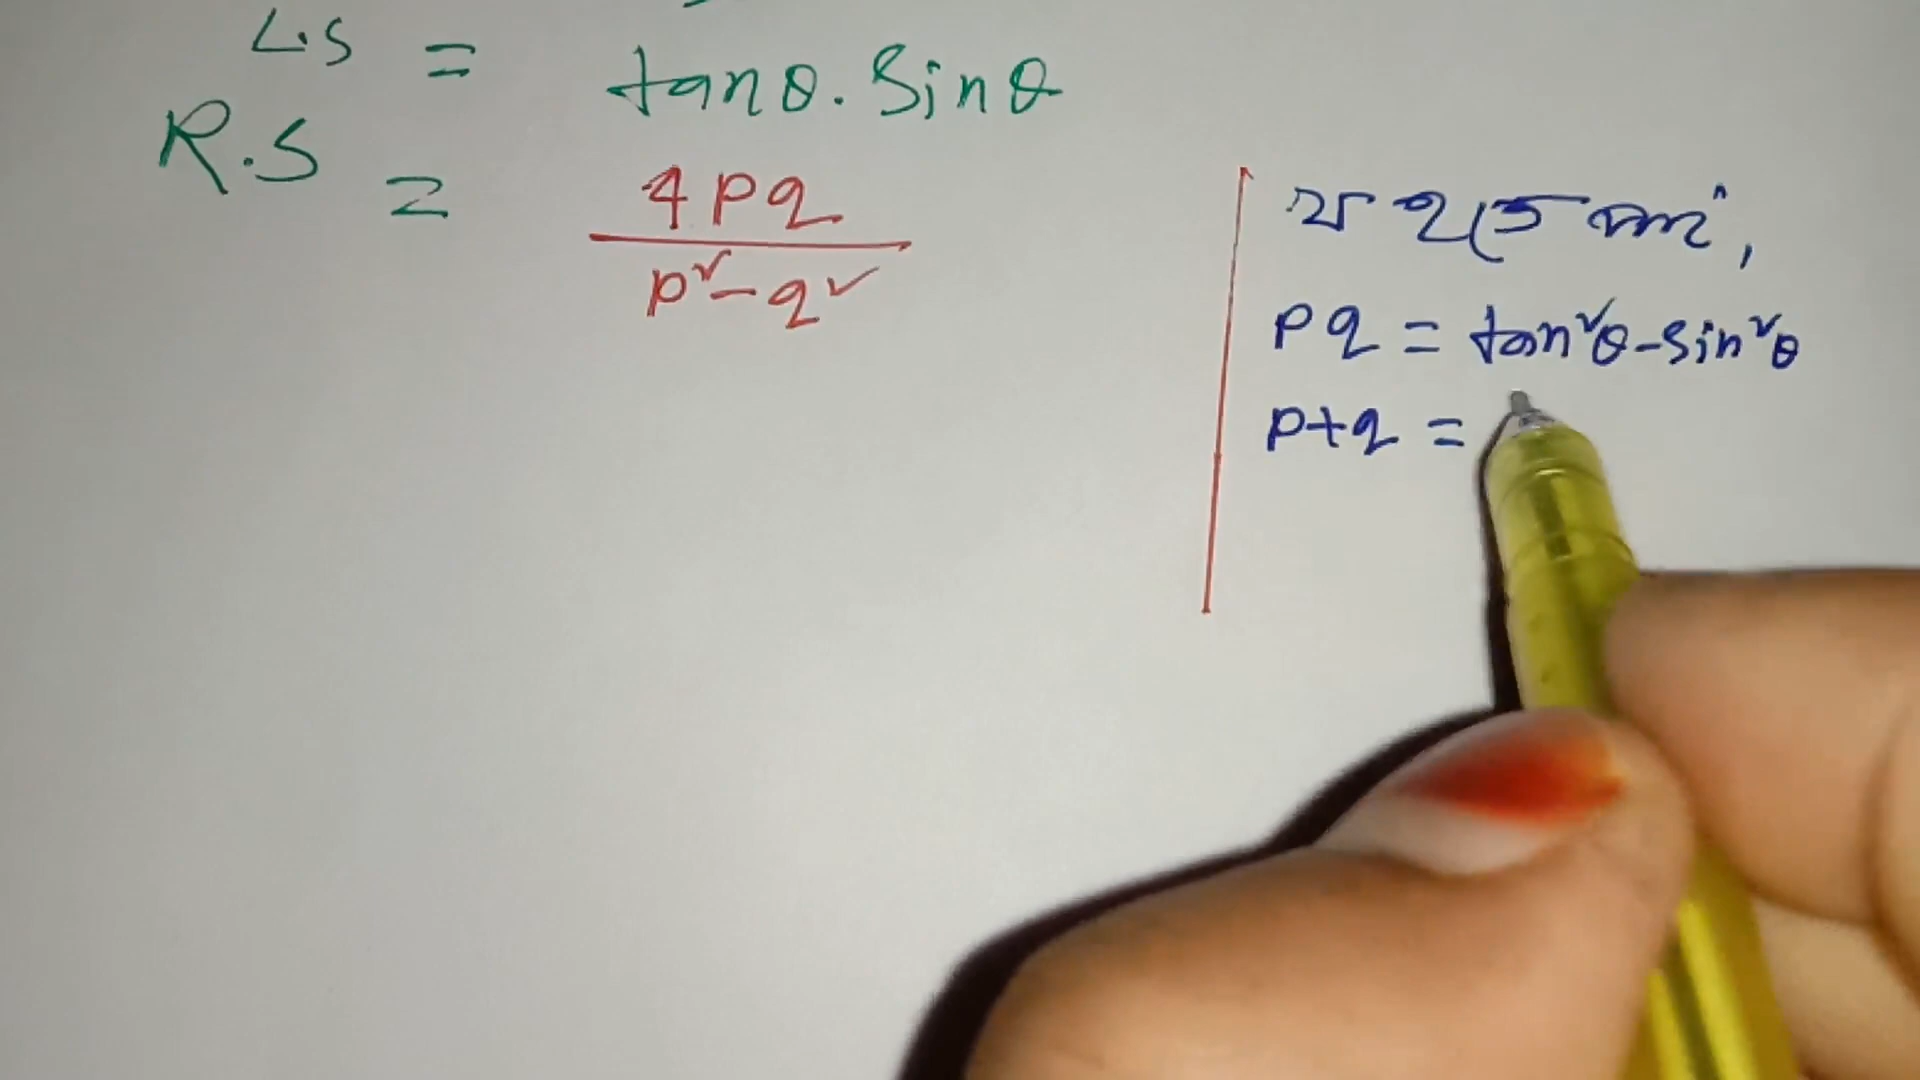 L.S = tanθ. Sinθ
R.S = 4pq / p² - q²
pq = tan²θ - sin²θ
p+q =